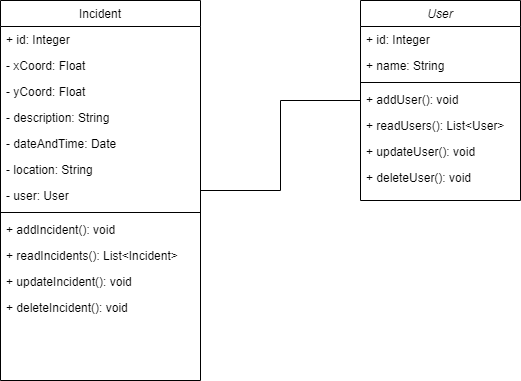 Incident
+ id: Integer
- xCoord: Float
- yCoord: Float
- description: String
- dateAndTime: Date
- location: String
- user: User
+ addIncident(): void
+ readIncidents(): List<Incident>
+ updateIncident(): void
+ deleteIncident(): void
User
+ id: Integer
+ name: String
+ addUser(): void
+ readUsers(): List<User>
+ updateUser(): void
+ deleteUser(): void